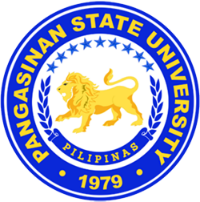 PANGASINAN STATE UNIVERSITY
PILIPINAS
• 1979 •